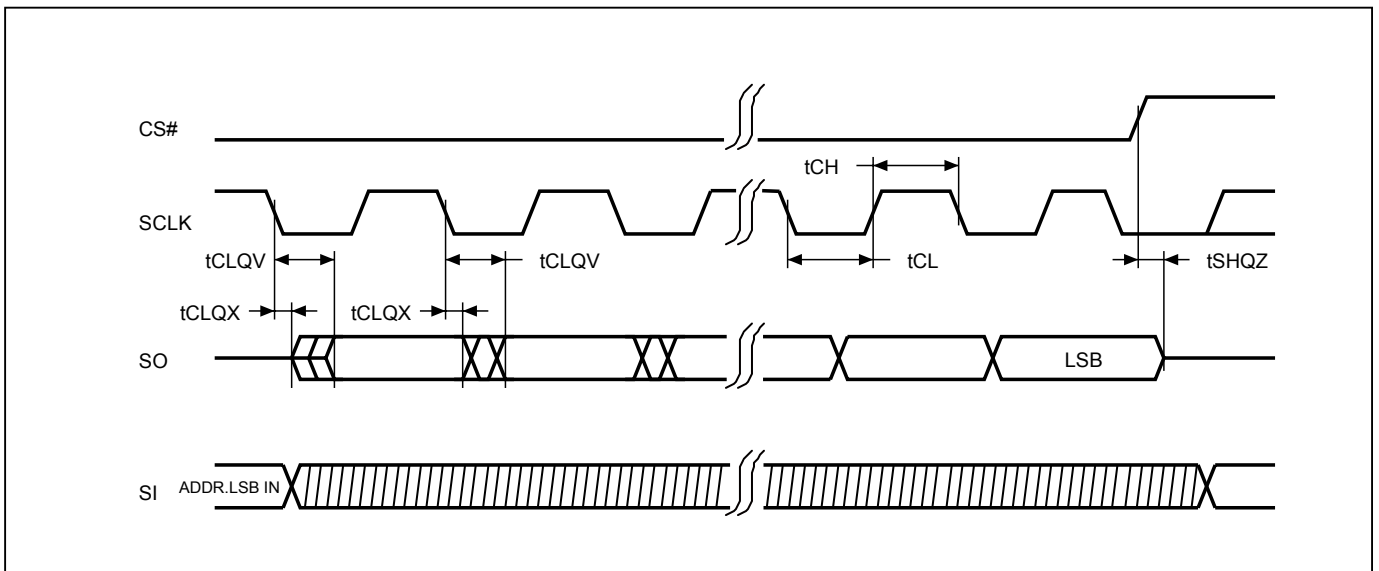 CS#
tCH
SCLK
tCLQV
tCLQV
tCL
tSHQZ
tCLQX
tCLQX
SO
LSB
SI
ADDR.LSB IN